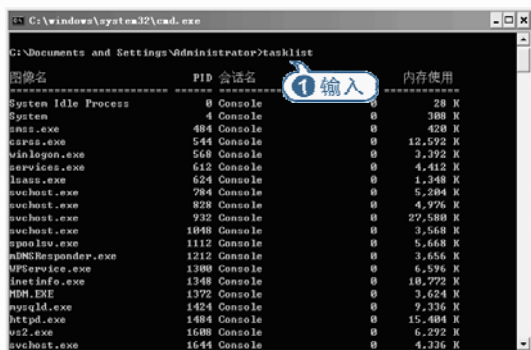 C:\windows\system32\cmd.exe
C:\Documents and Settings\Administrator>tasklist
图像名 PID 会话名 内存使用
========================= ====== ================ ======== ============
System Idle Process 0 Console 0 28 K
System 4 Console 0 308 K
smss.exe 484 Console 0 420 K
csrss.exe 544 Console 0 12,592 K
winlogon.exe 568 Console 0 3,392 K
services.exe 612 Console 0 4,412 K
lsass.exe 624 Console 0 1,348 K
svchost.exe 784 Console 0 5,204 K
svchost.exe 828 Console 0 4,976 K
svchost.exe 932 Console 0 27,580 K
svchost.exe 1048 Console 0 3,568 K
spoolsv.exe 1112 Console 0 5,668 K
mDNSResponder.exe 1212 Console 0 3,656 K
VPService.exe 1300 Console 0 6,596 K
inetinfo.exe 1348 Console 0 10,772 K
MDM.EXE 1372 Console 0 3,624 K
mysqld.exe 1424 Console 0 9,336 K
httpd.exe 1484 Console 0 15,404 K
vs2.exe 1608 Console 0 6,292 K
svchost.exe 1644 Console 0 4,336 K
1 输入